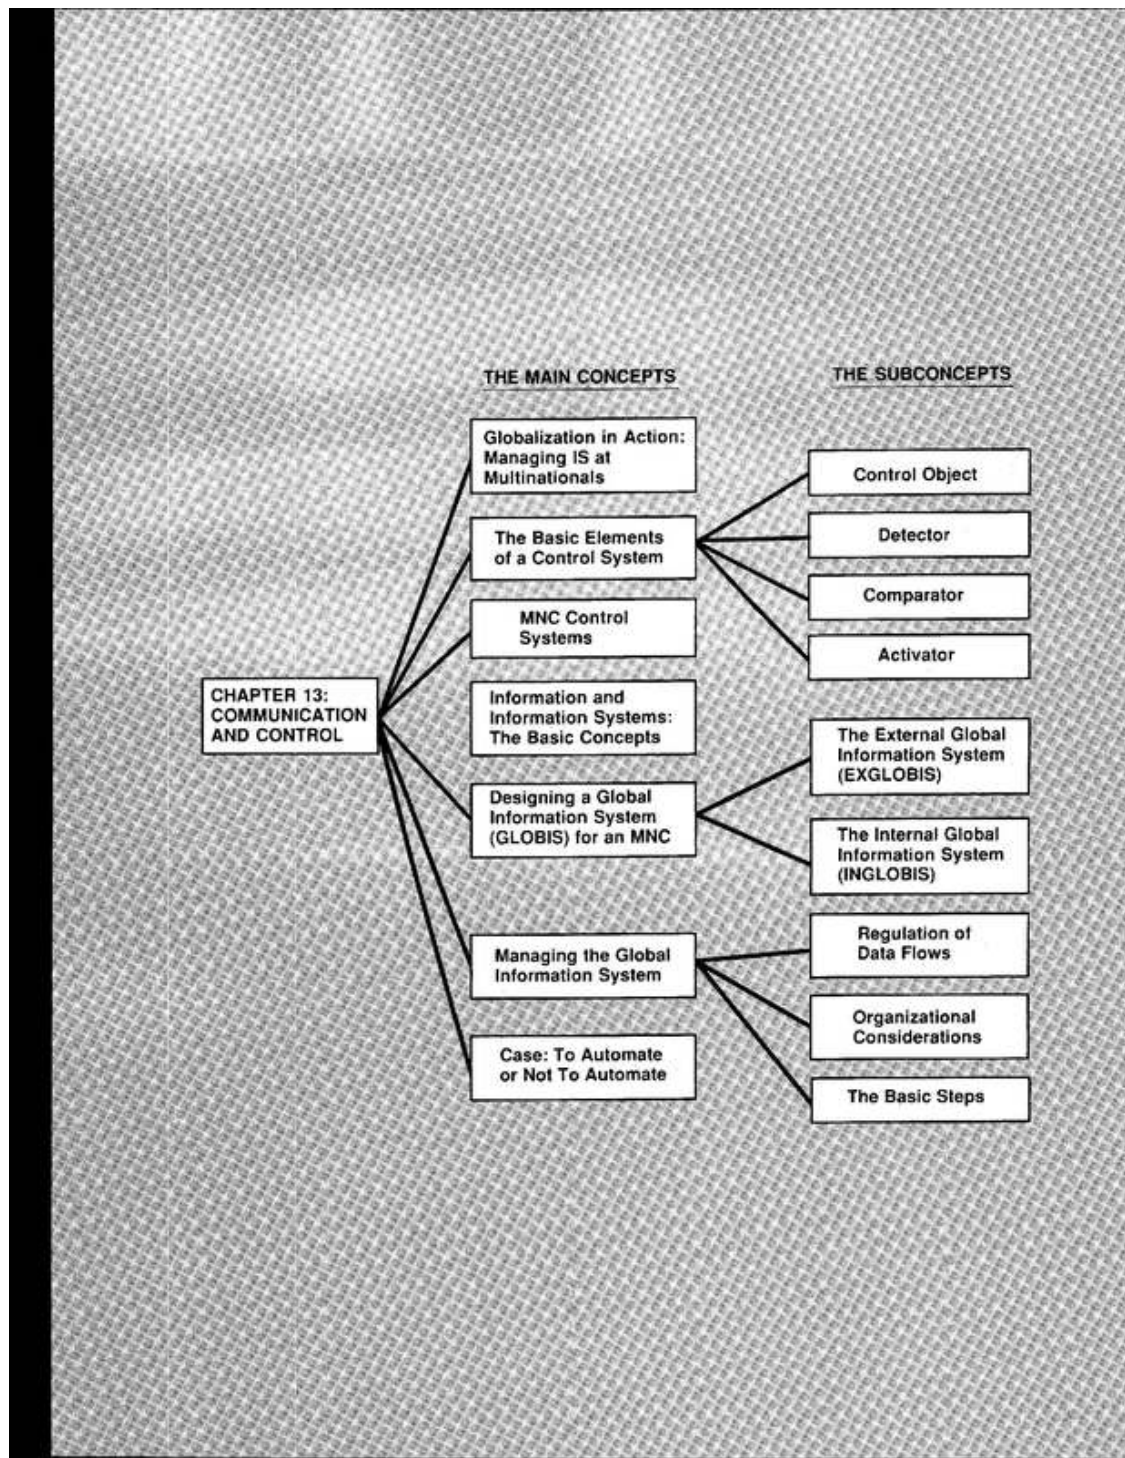 THE MAIN CONCEPTS
THE SUBCONCEPTS
CHAPTER 13:
COMMUNICATION
AND CONTROL
Globalization in Action:
Managing IS at
Multinationals
The Basic Elements
of a Control System
MNC Control
Systems
Information and
Information Systems:
The Basic Concepts
Designing a Global
Information System
(GLOBIS) for an MNC
Managing the Global
Information System
Case: To Automate
or Not To Automate
Control Object
Detector
Comparator
Activator
The External Global
Information System
(EXGLOBIS)
The Internal Global
Information System
(INGLOBIS)
Regulation of
Data Flows
Organizational
Considerations
The Basic Steps